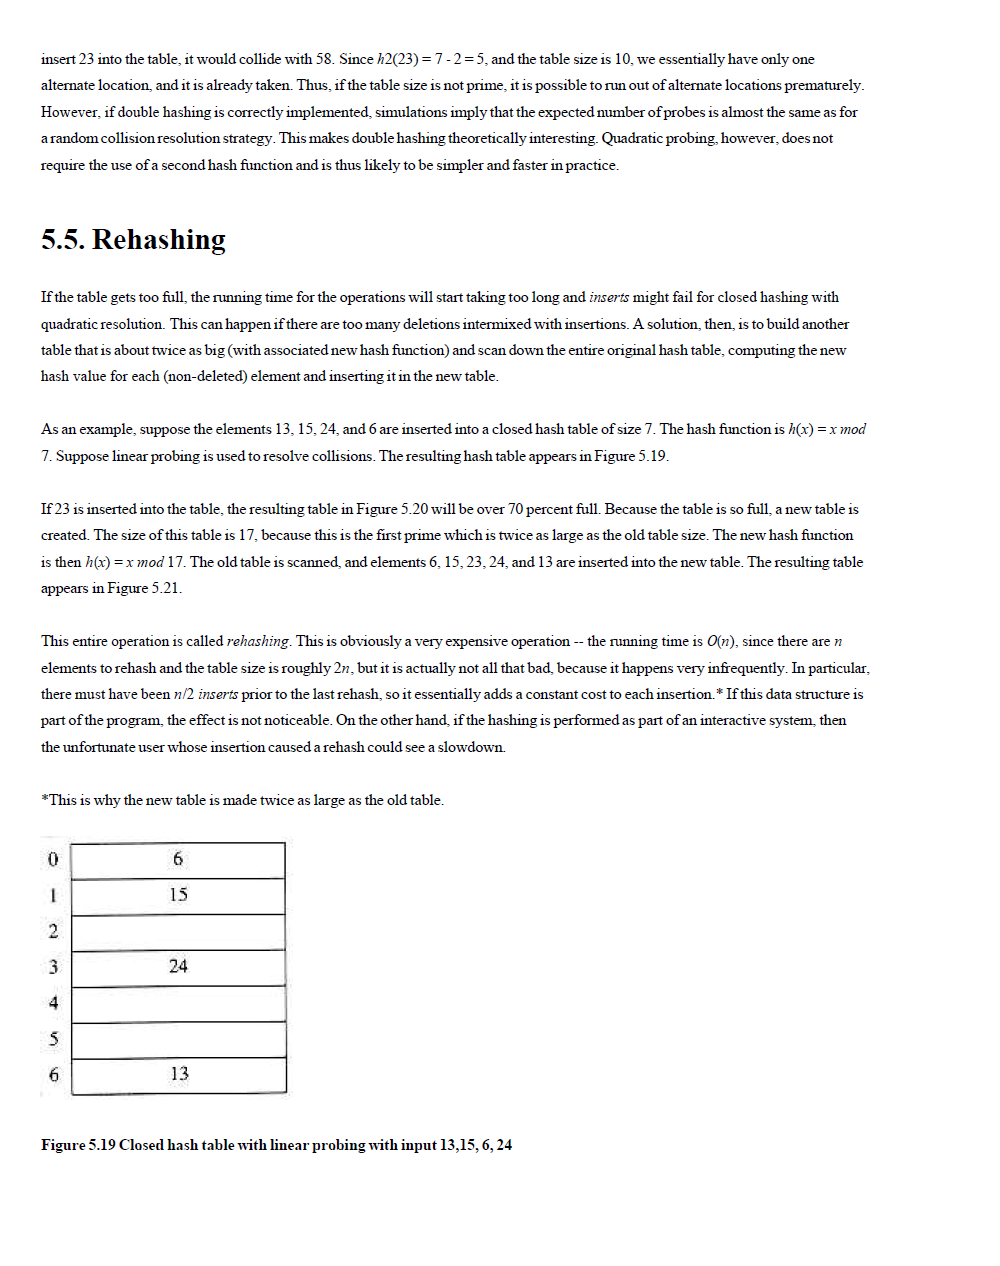 insert 23 into the table, it would collide with 58. Since h2(23) = 7 - 2 = 5, and the table size is 10, we essentially have only one
alternate location, and it is already taken. Thus, if the table size is not prime, it is possible to run out of alternate locations prematurely.
However, if double hashing is correctly implemented, simulations imply that the expected number of probes is almost the same as for
a random collision resolution strategy. This makes double hashing theoretically interesting. Quadratic probing, however, does not
require the use of a second hash function and is thus likely to be simpler and faster in practice.
5.5. Rehashing
If the table gets too full, the running time for the operations will start taking too long and inserts might fail for closed hashing with
quadratic resolution. This can happen if there are too many deletions intermixed with insertions. A solution, then, is to build another
table that is about twice as big (with associated new hash function) and scan down the entire original hash table, computing the new
hash value for each (non-deleted) element and inserting it in the new table.
As an example, suppose the elements 13, 15, 24, and 6 are inserted into a closed hash table of size 7. The hash function is h(x) = x mod
7. Suppose linear probing is used to resolve collisions. The resulting hash table appears in Figure 5.19.
If 23 is inserted into the table, the resulting table in Figure 5.20 will be over 70 percent full. Because the table is so full, a new table is
created. The size of this table is 17, because this is the first prime which is twice as large as the old table size. The new hash function
is then h(x) = x mod 17. The old table is scanned, and elements 6, 15, 23, 24, and 13 are inserted into the new table. The resulting table
appears in Figure 5.21.
This entire operation is called rehashing. This is obviously a very expensive operation -- the running time is O(n), since there are n
elements to rehash and the table size is roughly 2n, but it is actually not all that bad, because it happens very infrequently. In particular,
there must have been n/2 inserts prior to the last rehash, so it essentially adds a constant cost to each insertion.* If this data structure is
part of the program, the effect is not noticeable. On the other hand, if the hashing is performed as part of an interactive system, then
the unfortunate user whose insertion caused a rehash could see a slowdown.
*This is why the new table is made twice as large as the old table.
0 6
1 15
2
3 24
4
5
6 13
Figure 5.19 Closed hash table with linear probing with input 13,15, 6, 24